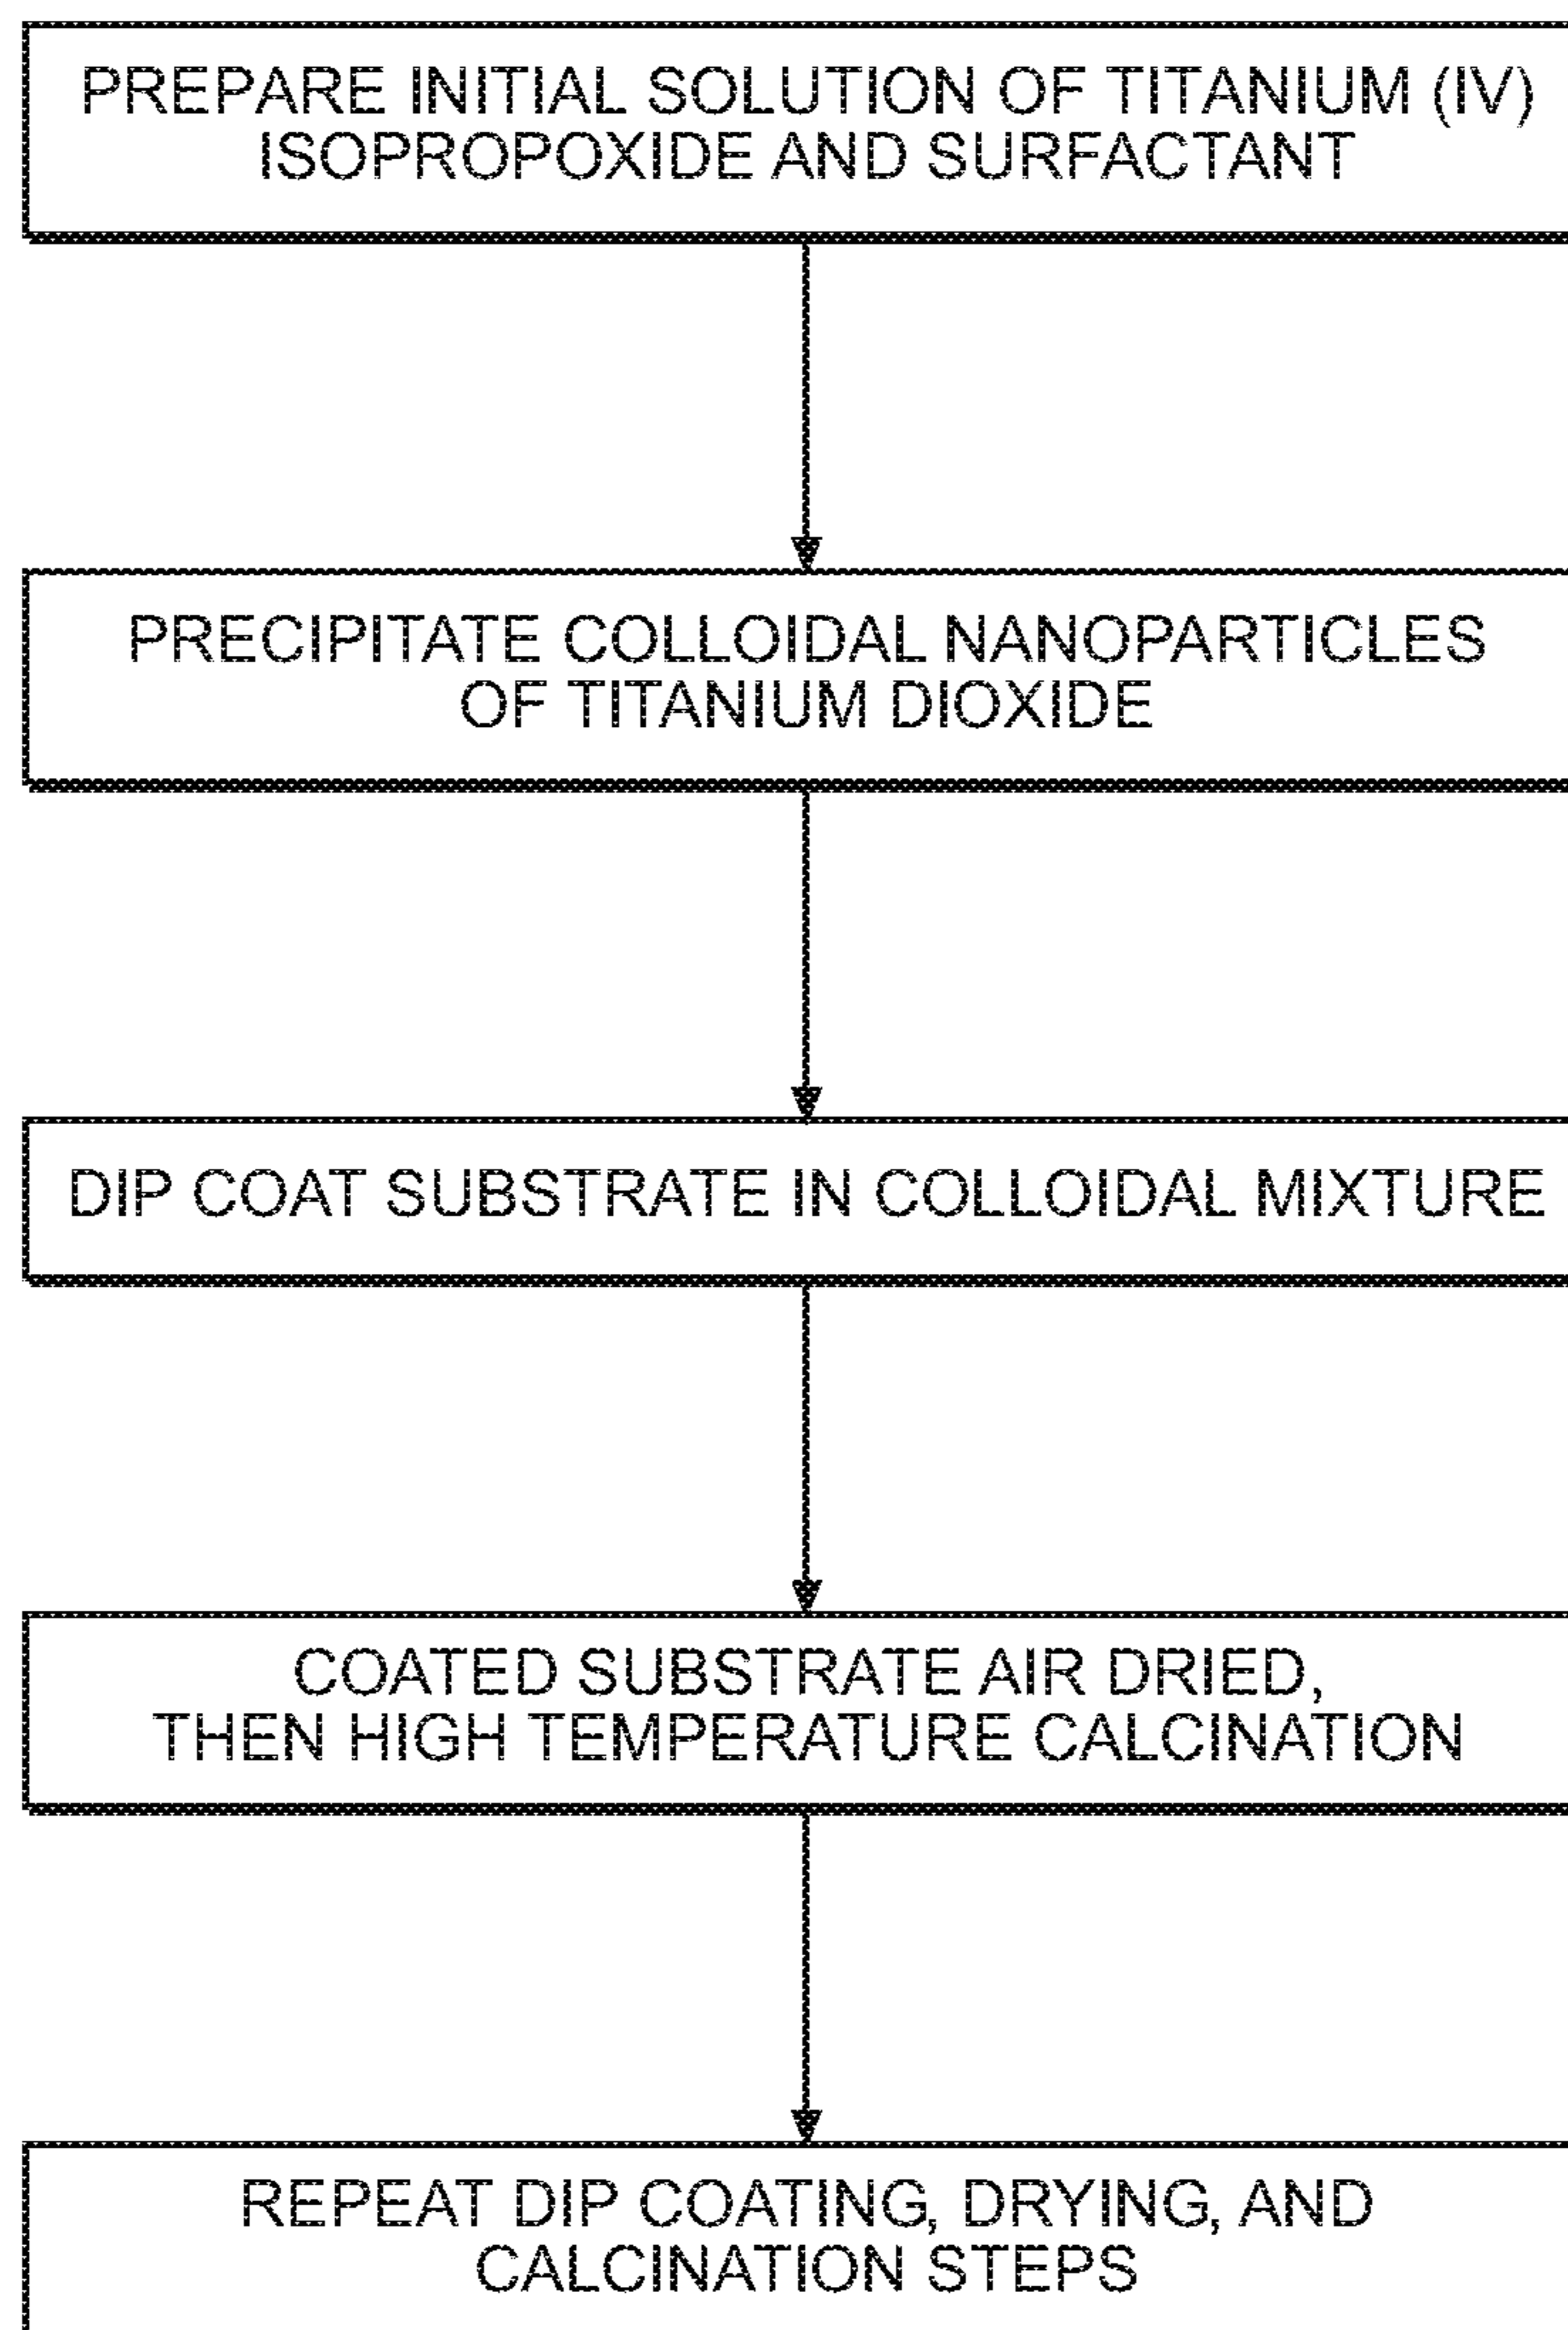 PREPARE INITIAL SOLUTION OF TITANIUM (IV)
ISOPROPOXIDE AND SURFACTANT
PRECIPITATE COLLOIDAL NANOPARTICLES
OF TITANIUM DIOXIDE
DIP COAT SUBSTRATE IN COLLOIDAL MIXTURE
COATED SUBSTRATE AIR DRIED,
THEN HIGH TEMPERATURE CALCINATION
REPEAT DIP COATING, DRYING, AND
CALCINATION STEPS